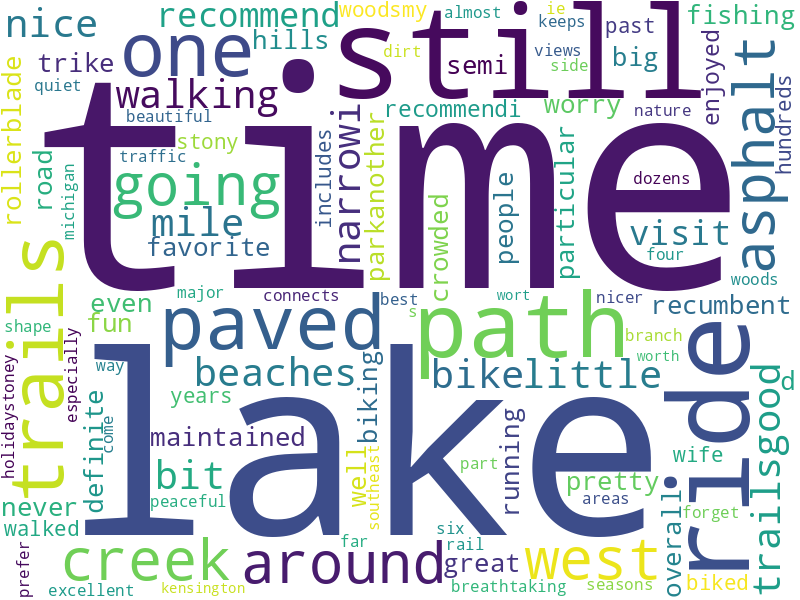 nice
recommend
woodsmy
almost
ie
keeps
past
fishing
one
hills
still
dirt
views
big
trike
semi
side
walking
quiet
time
narrowi
recommendi
worry
nature
enjoyed
asphalt
hundreds
rollerblade
road
beautiful
stony
traffic
includes
parkanother
michigan
going
mile
favorite
people
crowded
particular
dozens
visit
four
woods
trails
even
major
connects
best
wort
nicer
recumbent
fun
s
shape
paved
path
branch
worth
ride
holidaystoney
especially
way
beaches
bikelittle
d
lake
years
biking
trailsgood
definite
come
maintained
running
wife
bit
well
southeast
part
pretty
areas
never
peaceful
overall
forget
walked
six
rail
far
creek
around
great
west
biked
prefer
excellent
kensington
breathtaking
seasons